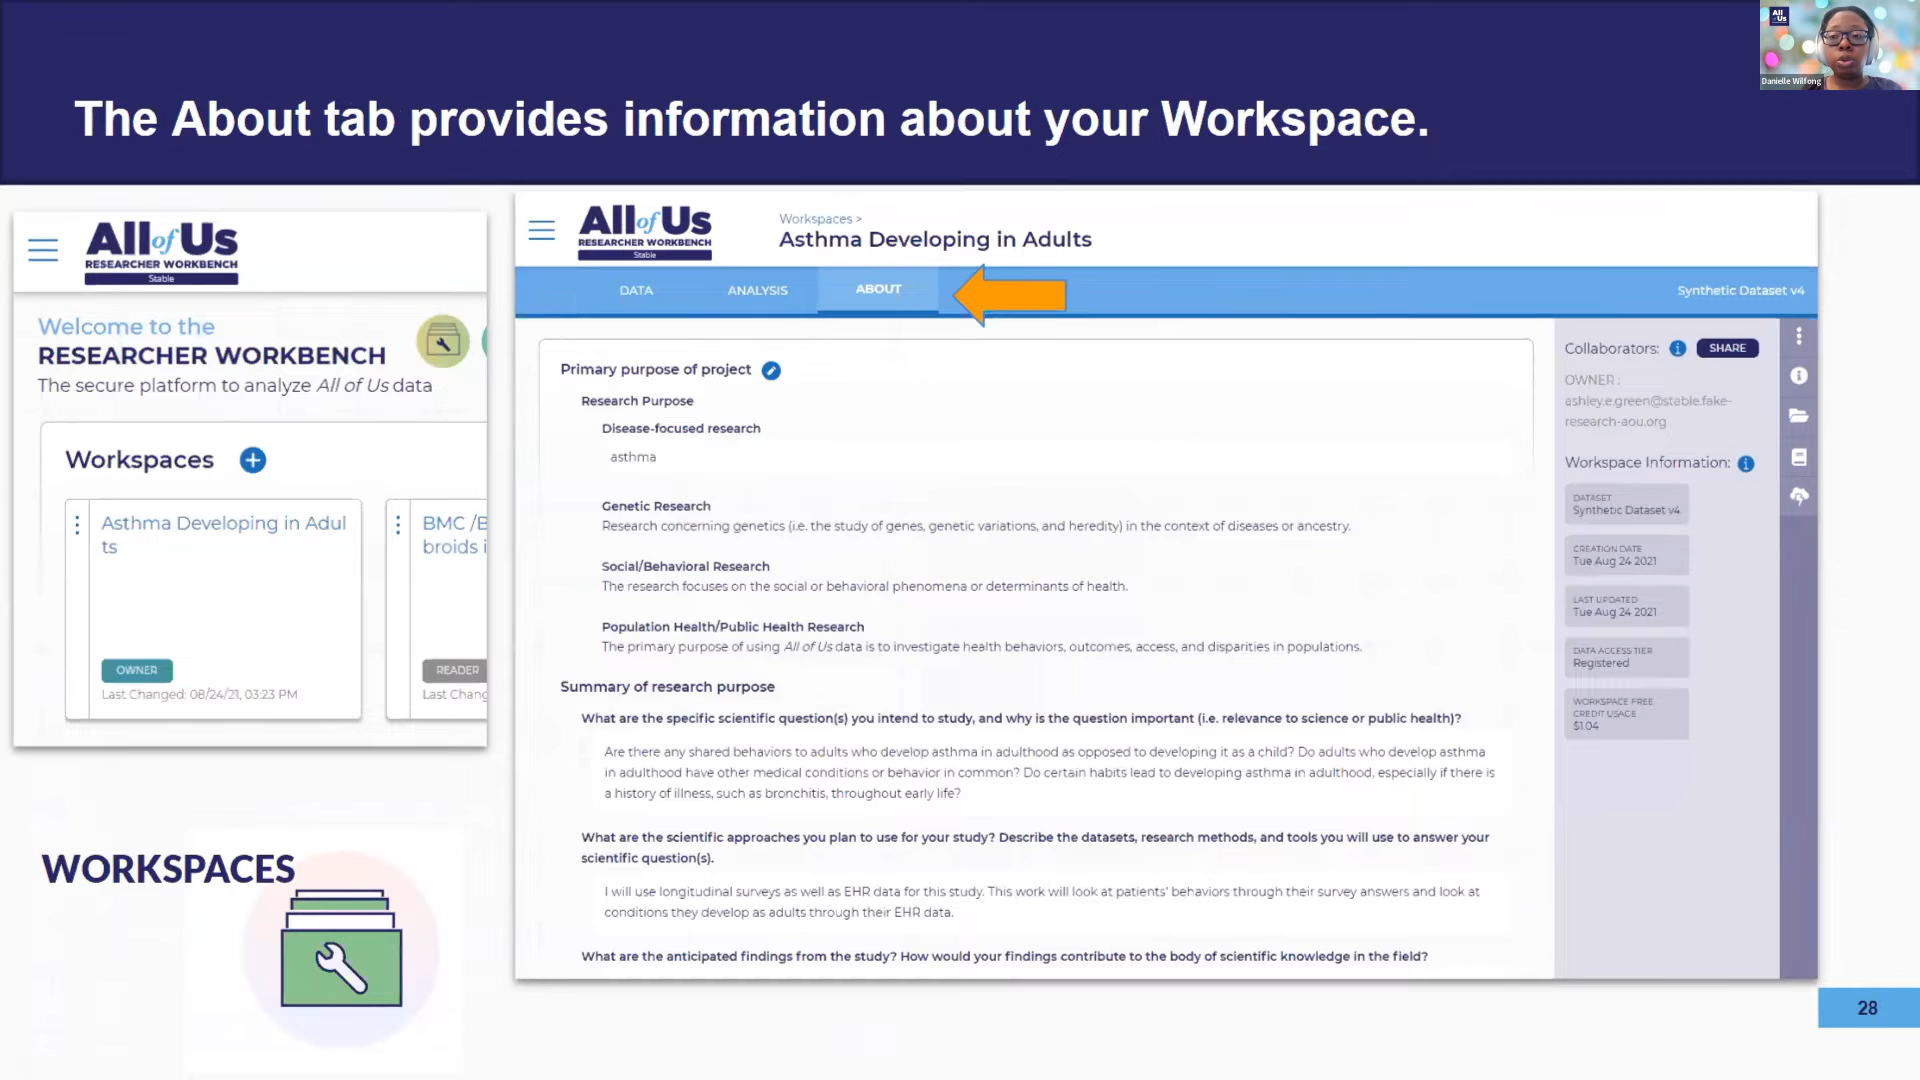 All of Us
Danielle Wilfong
The About tab provides information about your Workspace.
All of Us
RESEARCHER WORKBENCH
Stable
Welcome to the
RESEARCHER WORKBENCH
The secure platform to analyze All of Us data
Workspaces
Asthma Developing in Adul
ts
OWNER
Last Changed: 08/24/21, 03:23 PM
BMC /B
broids i
READER
Last Chang
WORKSPACES
All of Us
RESEARCHER WORKBENCH
Stable
Workspaces >
Asthma Developing in Adults
DATA
ANALYSIS
ABOUT
Synthetic Dataset v4
Primary purpose of project
Research Purpose
Disease-focused research
asthma
Genetic Research
Research concerning genetics (i.e. the study of genes, genetic variations, and heredity) in the context of diseases or ancestry.
Social/Behavioral Research
The research focuses on the social or behavioral phenomena or determinants of health.
Population Health/Public Health Research
The primary purpose of using All of Us data is to investigate health behaviors, outcomes, access, and disparities in populations.
Summary of research purpose
What are the specific scientific question(s) you intend to study, and why is the question important (i.e. relevance to science or public health)?
Are there any shared behaviors to adults who develop asthma in adulthood as opposed to developing it as a child? Do adults who develop asthma
in adulthood have other medical conditions or behavior in common? Do certain habits lead to developing asthma in adulthood, especially if there is
a history of illness, such as bronchitis, throughout early life?
What are the scientific approaches you plan to use for your study? Describe the datasets, research methods, and tools you will use to answer your
scientific question(s).
I will use longitudinal surveys as well as EHR data for this study. This work will look at patients' behaviors through their survey answers and look at
conditions they develop as adults through their EHR data.
What are the anticipated findings from the study? How would your findings contribute to the body of scientific knowledge in the field?
Collaborators:
SHARE
OWNER :
ashley.e.green@stable.fake-
research-aou.org
Workspace Information:
DATASET
Synthetic Dataset v4
CREATION DATE
Tue Aug 24 2021
LAST UPDATED
Tue Aug 24 2021
DATA ACCESS TIER
Registered
WORKSPACE FREE
CREDIT USAGE
$1.04
28